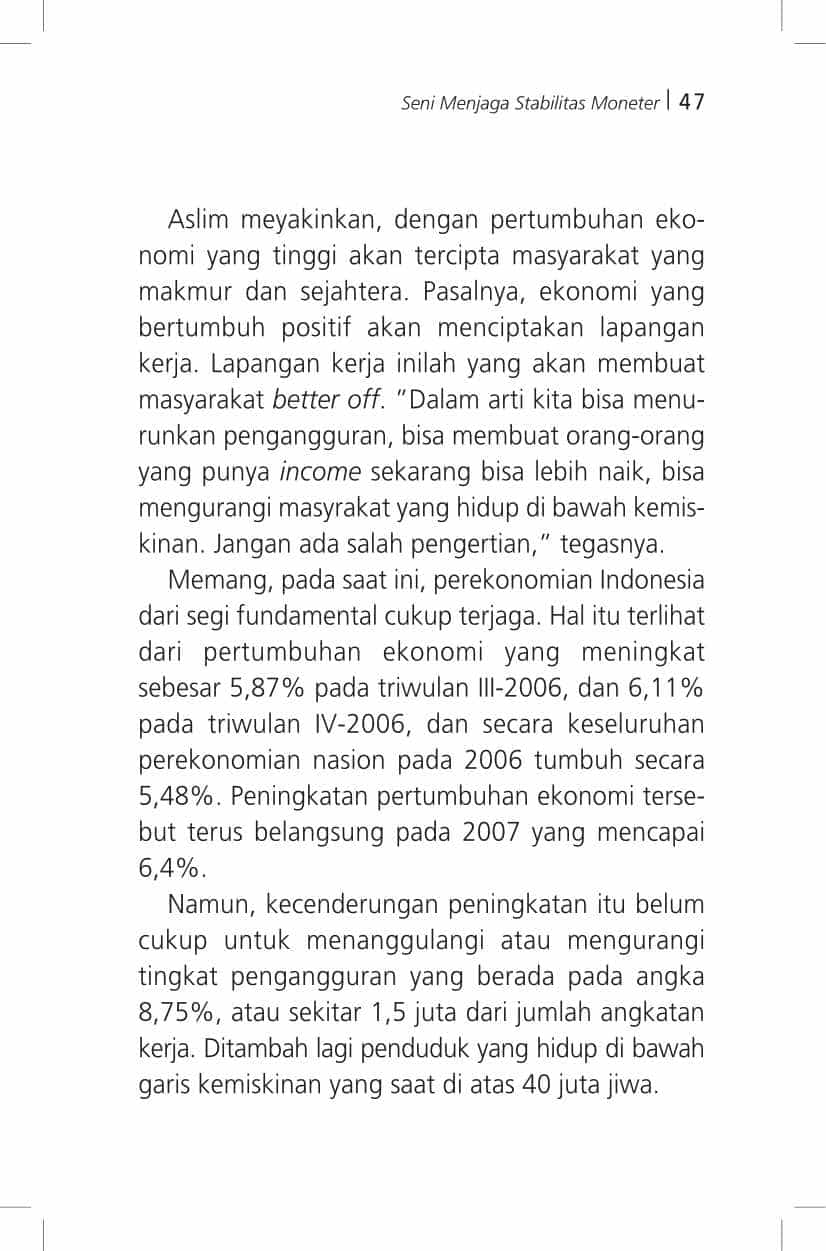 Seni Menjaga Stabilitas Moneter | 47
Aslim meyakinkan, dengan pertumbuhan eko-
nomi yang tinggi akan tercipta masyarakat yang
makmur dan sejahtera. Pasalnya, ekonomi yang
bertumbuh positif akan menciptakan lapangan
kerja. Lapangan kerja inilah yang akan membuat
masyarakat better off. “Dalam arti kita bisa menu-
runkan pengangguran, bisa membuat orang-orang
yang punya income sekarang bisa lebih naik, bisa
mengurangi masyrakat yang hidup di bawah kemis-
kinan. Jangan ada salah pengertian,” tegasnya.
Memang, pada saat ini, perekonomian Indonesia
dari segi fundamental cukup terjaga. Hal itu terlihat
dari pertumbuhan ekonomi yang meningkat
sebesar 5,87% pada triwulan III-2006, dan 6,11%
pada triwulan IV-2006, dan secara keseluruhan
perekonomian nasion pada 2006 tumbuh secara
5,48%. Peningkatan pertumbuhan ekonomi terse-
but terus belangsung pada 2007 yang mencapai
6,4%.
Namun, kecenderungan peningkatan itu belum
cukup untuk menanggulangi atau mengurangi
tingkat pengangguran yang berada pada angka
8,75%, atau sekitar 1,5 juta dari jumlah angkatan
kerja. Ditambah lagi penduduk yang hidup di bawah
garis kemiskinan yang saat di atas 40 juta jiwa.